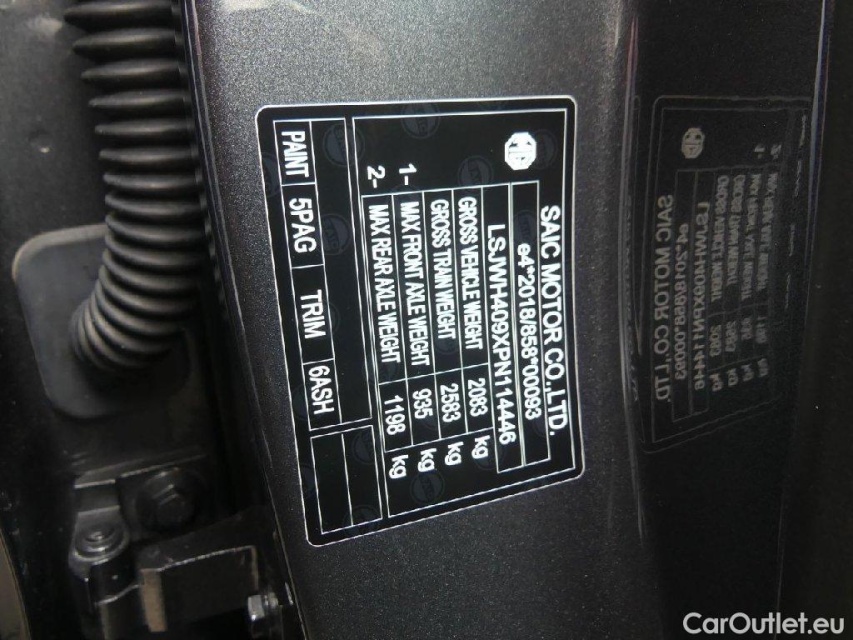 MG
SAIC MOTOR CO.,LTD.
e4*2018/858*00093
LSJWH409XPN114446
GROSS VEHICLE WEIGHT 2083 kg
GROSS TRAIN WEIGHT 2583 kg
1- MAX FRONT AXLE WEIGHT 935 kg
2- MAX REAR AXLE WEIGHT 1198 kg
PAINT 5PAG TRIM 6ASH
CarOutlet.eu